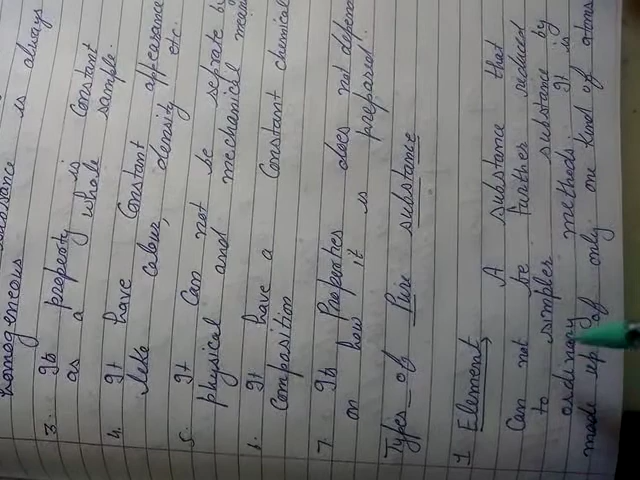 homogeneous substance is always
3. Its property is Constant
as a whole sample.
4. It have Constant appearance
like colour, density etc.
5. It Can not be seprate by
physical and mechanical
6. It have a Constant chemical
Composition
7. Its Properties does not depend
on how it is prepared.
Types of Pure substance
1 Element, A substance that
Can not be further reduced
to simpler substance by
ordinary methods. It is
made up of only one kind of atoms